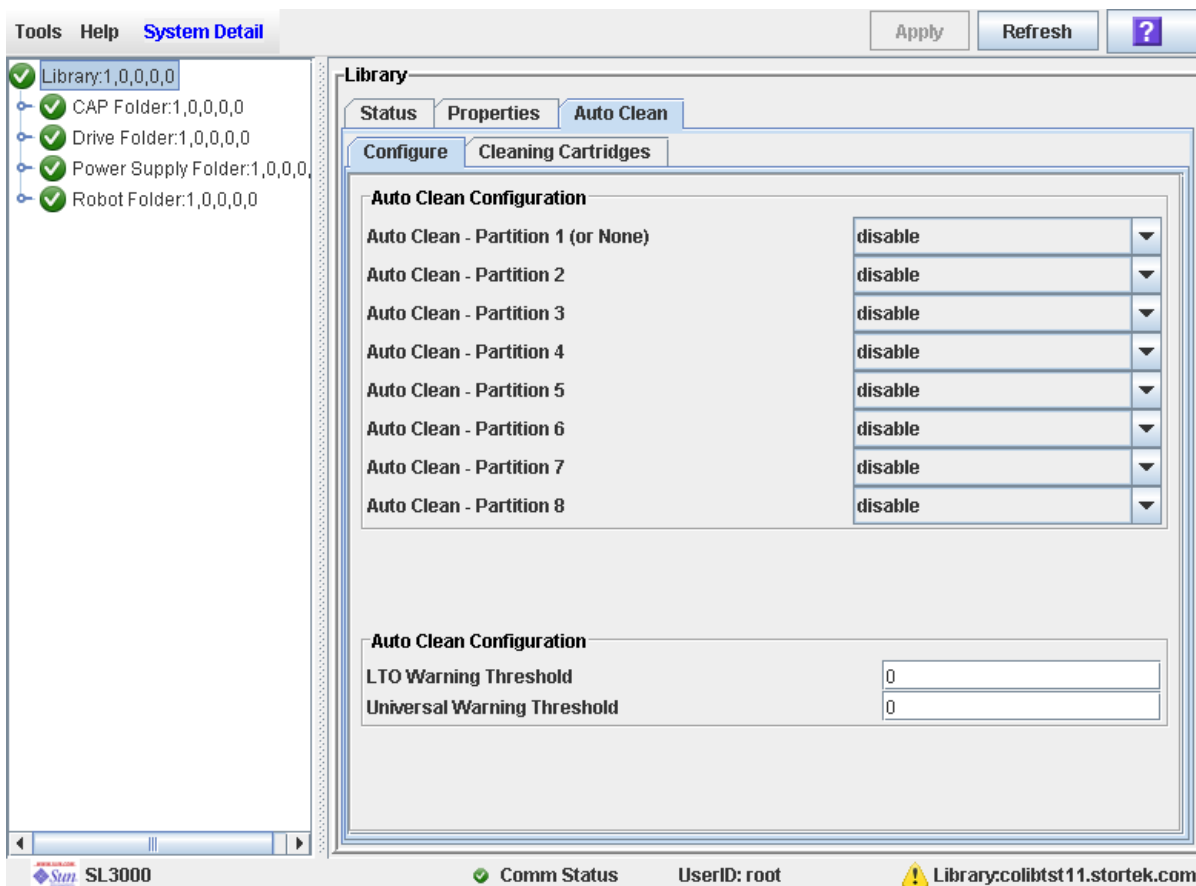 Tools Help System Detail
Apply Refresh ?
Library:1,0,0,0,0
CAP Folder:1,0,0,0,0
Drive Folder:1,0,0,0,0
Power Supply Folder:1,0,0,0,
Robot Folder:1,0,0,0,0
Library
Status Properties Auto Clean
Configure Cleaning Cartridges
Auto Clean Configuration
Auto Clean - Partition 1 (or None) disable
Auto Clean - Partition 2 disable
Auto Clean - Partition 3 disable
Auto Clean - Partition 4 disable
Auto Clean - Partition 5 disable
Auto Clean - Partition 6 disable
Auto Clean - Partition 7 disable
Auto Clean - Partition 8 disable
Auto Clean Configuration
LTO Warning Threshold 0
Universal Warning Threshold 0
Sun SL3000 Comm Status UserID: root Library:colibtst11.stortek.com